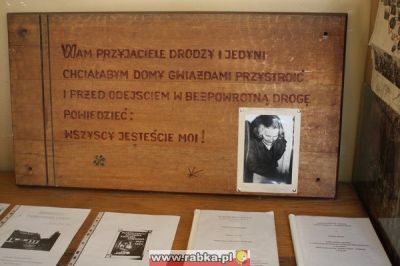 WAM PRZYJACIELE DRODZY I JEDYNI
CHCIAŁABYM DOMY GWIAZDAMI PRZYSTROIĆ
I PRZED ODEJŚCIEM W BEZPOWROTNĄ DROGĘ
POWIEDZIEĆ:
WSZYSCY JESTEŚCIE MOI!
www.rabka.pl